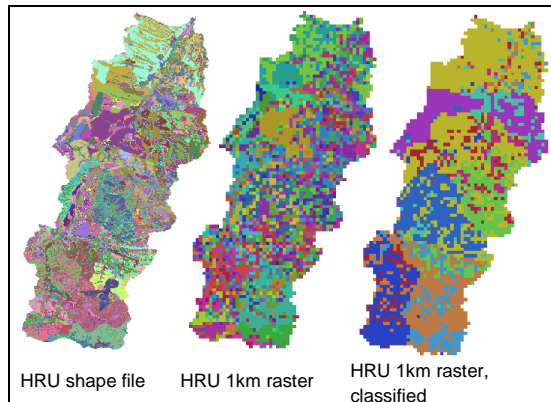 HRU shape file
HRU 1km raster
HRU 1km raster,
classified